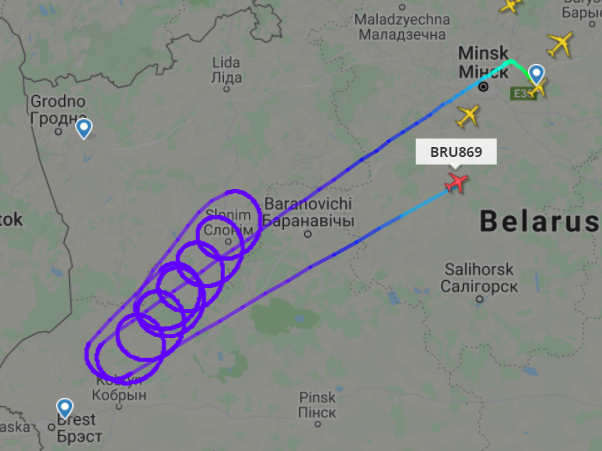 Maladzyechna
Маладзечна
Барысаў
Lida
Ліда
Minsk
Мінск
Grodno
Гродна
E30
BRU869
Slonim
Слонім
Baranovichi
Баранавічы
Belarus
tok
Salihorsk
Салігорск
Kobryn
Кобрын
Pinsk
Пінск
Brest
Брэст
aska